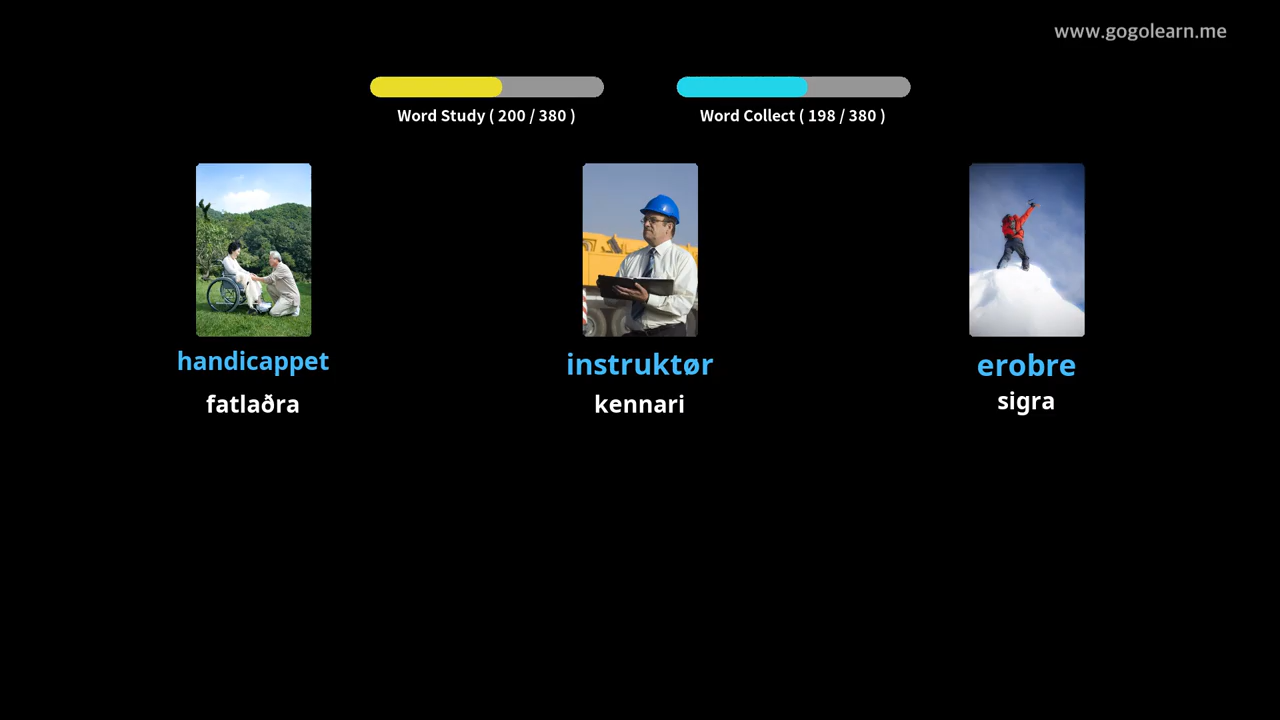 www.gogolearn.me
Word Study ( 200 / 380 )
Word Collect ( 198 / 380 )
handicappet
instruktør
erobre
fatlaðra
kennari
sigra